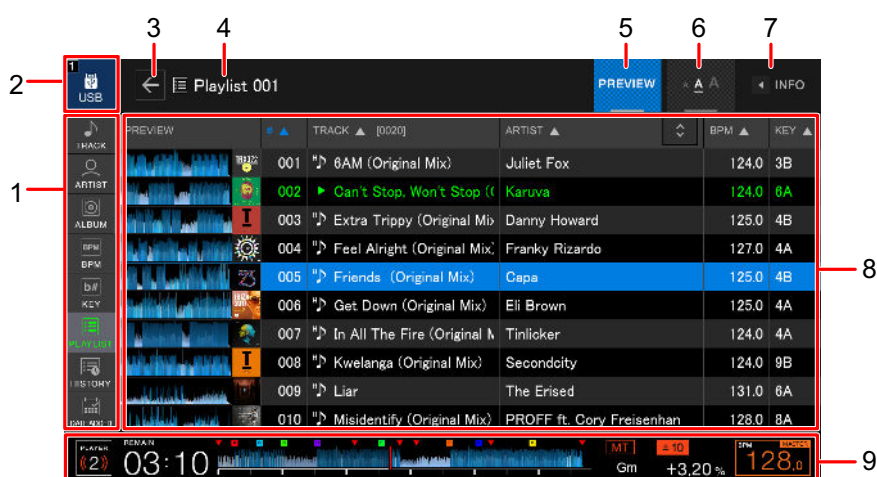 3 4 5 6 7
2 1 USB Playlist 001 PREVIEW A A A INFO
1 TRACK
ARTIST
ALBUM
BPM
BPM
b#
KEY
PLAYLIST
HISTORY
PREVIEW # TRACK [0020] ARTIST BPM KEY
001 6AM (Original Mix) Juliet Fox 124.0 3B
002 Can't Stop, Won't Stop (O Karuva 124.0 6A
003 Extra Trippy (Original Mix Danny Howard 125.0 4B
004 Feel Alright (Original Mix) Franky Rizardo 127.0 4A
005 Friends (Original Mix) Capa 125.0 4B
006 Get Down (Original Mix) Eli Brown 125.0 4A
007 In All The Fire (Original M Tinlicker 124.0 4A
008 Kwelanga (Original Mix) Secondcity 124.0 9B
009 Liar The Erised 131.0 6A
010 Misidentify (Original Mix) PROFF ft. Cory Freisenhan 128.0 8A
8
PLAYER 2 REMAIN 03:10 MT ±10 BPM MASTER
Gm +3,20 % 128.0
9